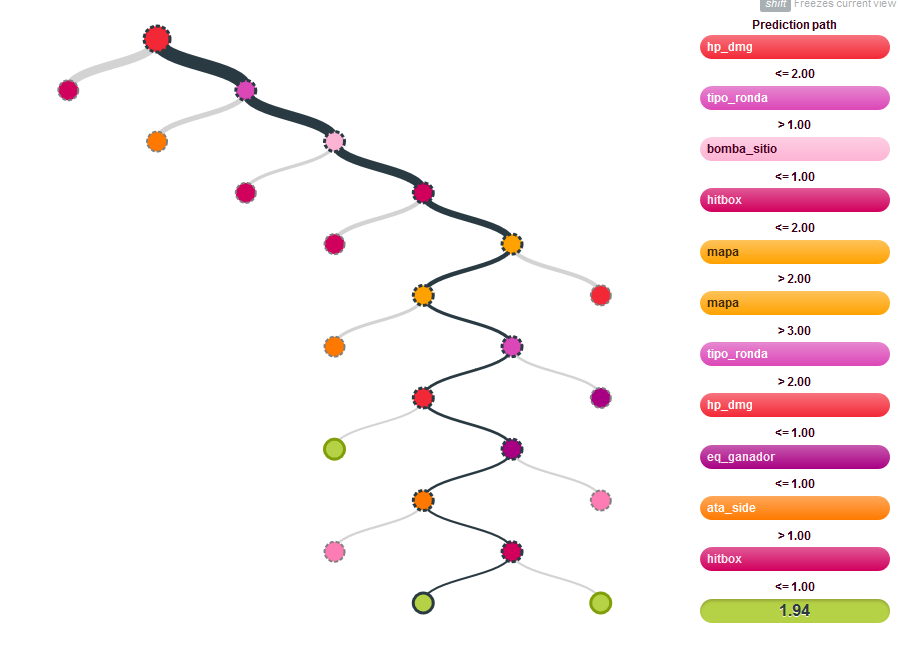 shift Freezes current view
Prediction path
hp_dmg
<= 2.00
tipo_ronda
> 1.00
bomba_sitio
<= 1.00
hitbox
<= 2.00
mapa
> 2.00
mapa
> 3.00
tipo_ronda
> 2.00
hp_dmg
<= 1.00
eq_ganador
<= 1.00
ata_side
> 1.00
hitbox
<= 1.00
1.94